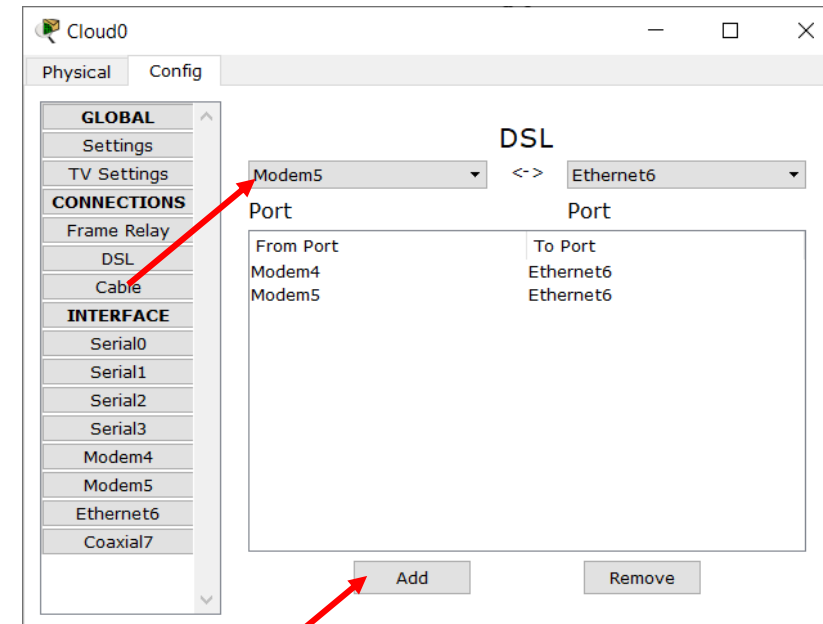 Cloud0
Physical Config
GLOBAL
Settings
TV Settings
CONNECTIONS
Frame Relay
DSL
Cable
INTERFACE
Serial0
Serial1
Serial2
Serial3
Modem4
Modem5
Ethernet6
Coaxial7
DSL
Modem5 <-> Ethernet6
Port Port
From Port To Port
Modem4 Ethernet6
Modem5 Ethernet6
Add Remove